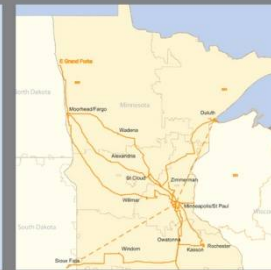 E Grand Forks
North Dakota
Moorhead/Fargo
Minnesota
Duluth
Wadena
Alexandria
St.Cloud
Zimmerman
Willmar
Minneapolis/St Paul
South Dakota
Owatonna
Rochester
Kasson
Windom
Sioux Falls